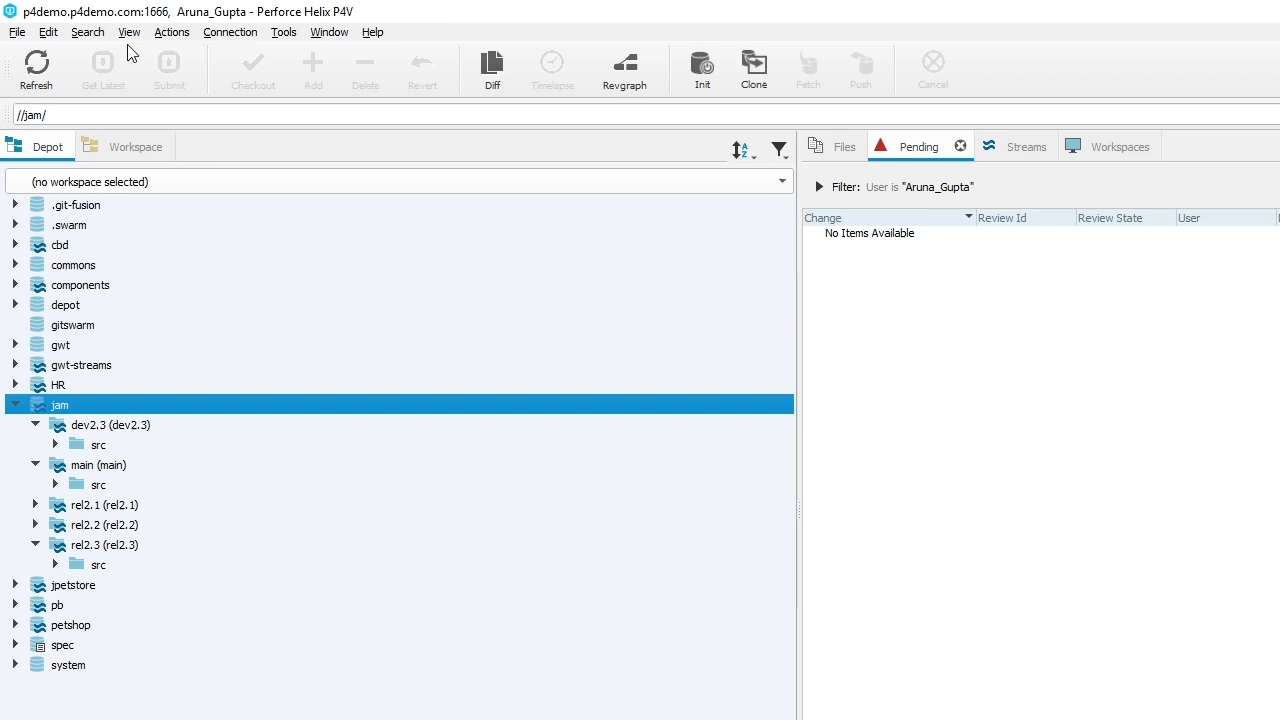 p4demo.p4demo.com:1666, Aruna_Gupta - Perforce Helix P4V
File Edit Search View Actions Connection Tools Window Help
Refresh Get Latest Submit Checkout Add Delete Revert Diff Timelapse Revgraph Init Clone Fetch Push Cancel
//jam/
Depot Workspace
Files Pending Streams Workspaces
(no workspace selected)
Filter: User is "Aruna_Gupta"
Change Review Id Review State User
No Items Available
.git-fusion
.swarm
cbd
commons
components
depot
gitswarm
gwt
gwt-streams
HR
jam
dev2.3 (dev2.3)
src
main (main)
src
rel2.1 (rel2.1)
rel2.2 (rel2.2)
rel2.3 (rel2.3)
src
jpetstore
pb
petshop
spec
system